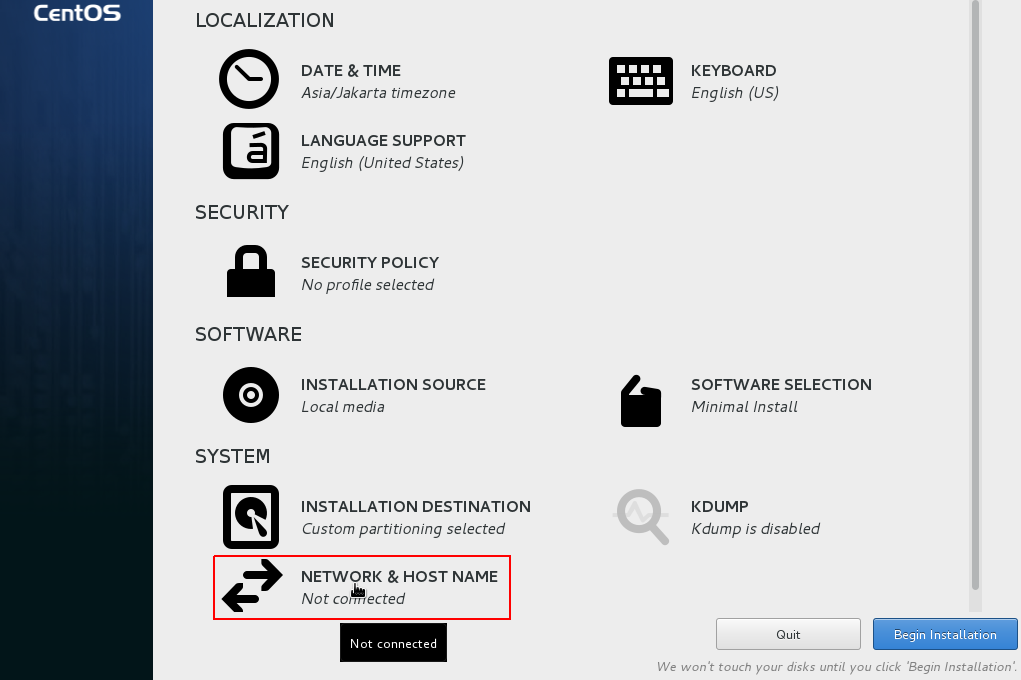 CentOS
LOCALIZATION
DATE & TIME
Asia/Jakarta timezone
KEYBOARD
English (US)
LANGUAGE SUPPORT
English (United States)
SECURITY
SECURITY POLICY
No profile selected
SOFTWARE
INSTALLATION SOURCE
Local media
SOFTWARE SELECTION
Minimal Install
SYSTEM
INSTALLATION DESTINATION
Custom partitioning selected
KDUMP
Kdump is disabled
NETWORK & HOST NAME
Not connected
Not connected
Quit
Begin Installation
We won't touch your disks until you click 'Begin Installation'.